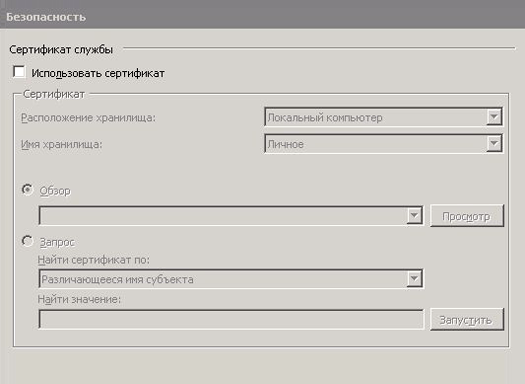 Безопасность
Сертификат службы
Использовать сертификат
Сертификат
Расположение хранилища: Локальный компьютер
Имя хранилища: Личное
Обзор
Просмотр
Запрос
Найти сертификат по:
Различающееся имя субъекта
Найти значение:
Запустить